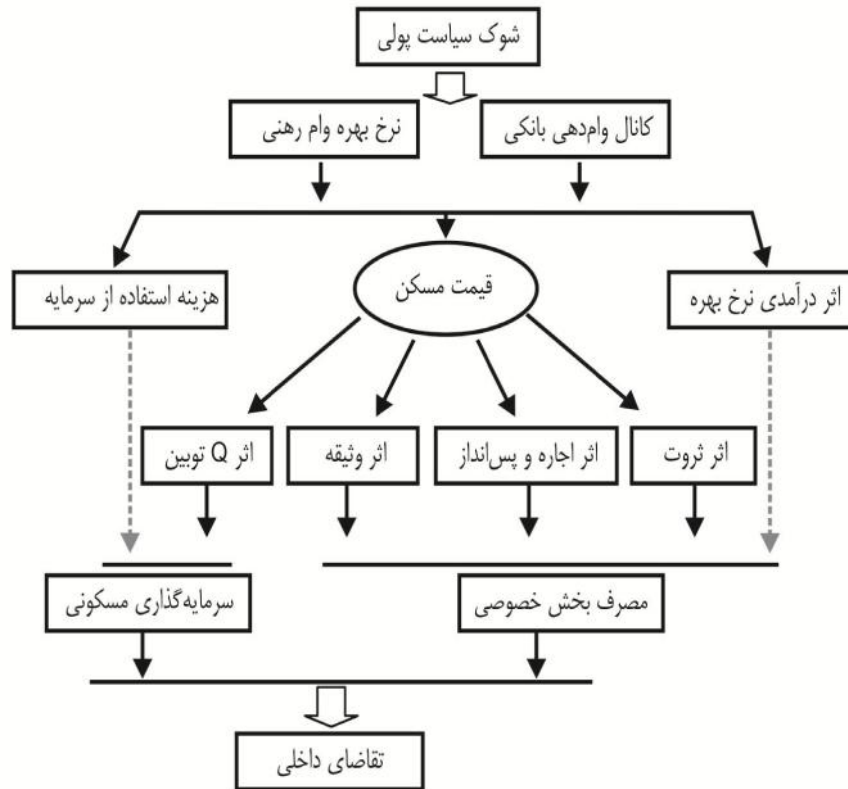 شوک سیاست پولی
کانال وام‌دهی بانکی
نرخ بهره وام رهنی
اثر درآمدی نرخ بهره
قیمت مسکن
هزینه استفاده از سرمایه
اثر ثروت
اثر اجاره و پس‌انداز
اثر وثیقه
اثر Q توبین
مصرف بخش خصوصی
سرمایه‌گذاری مسکونی
تقاضای داخلی